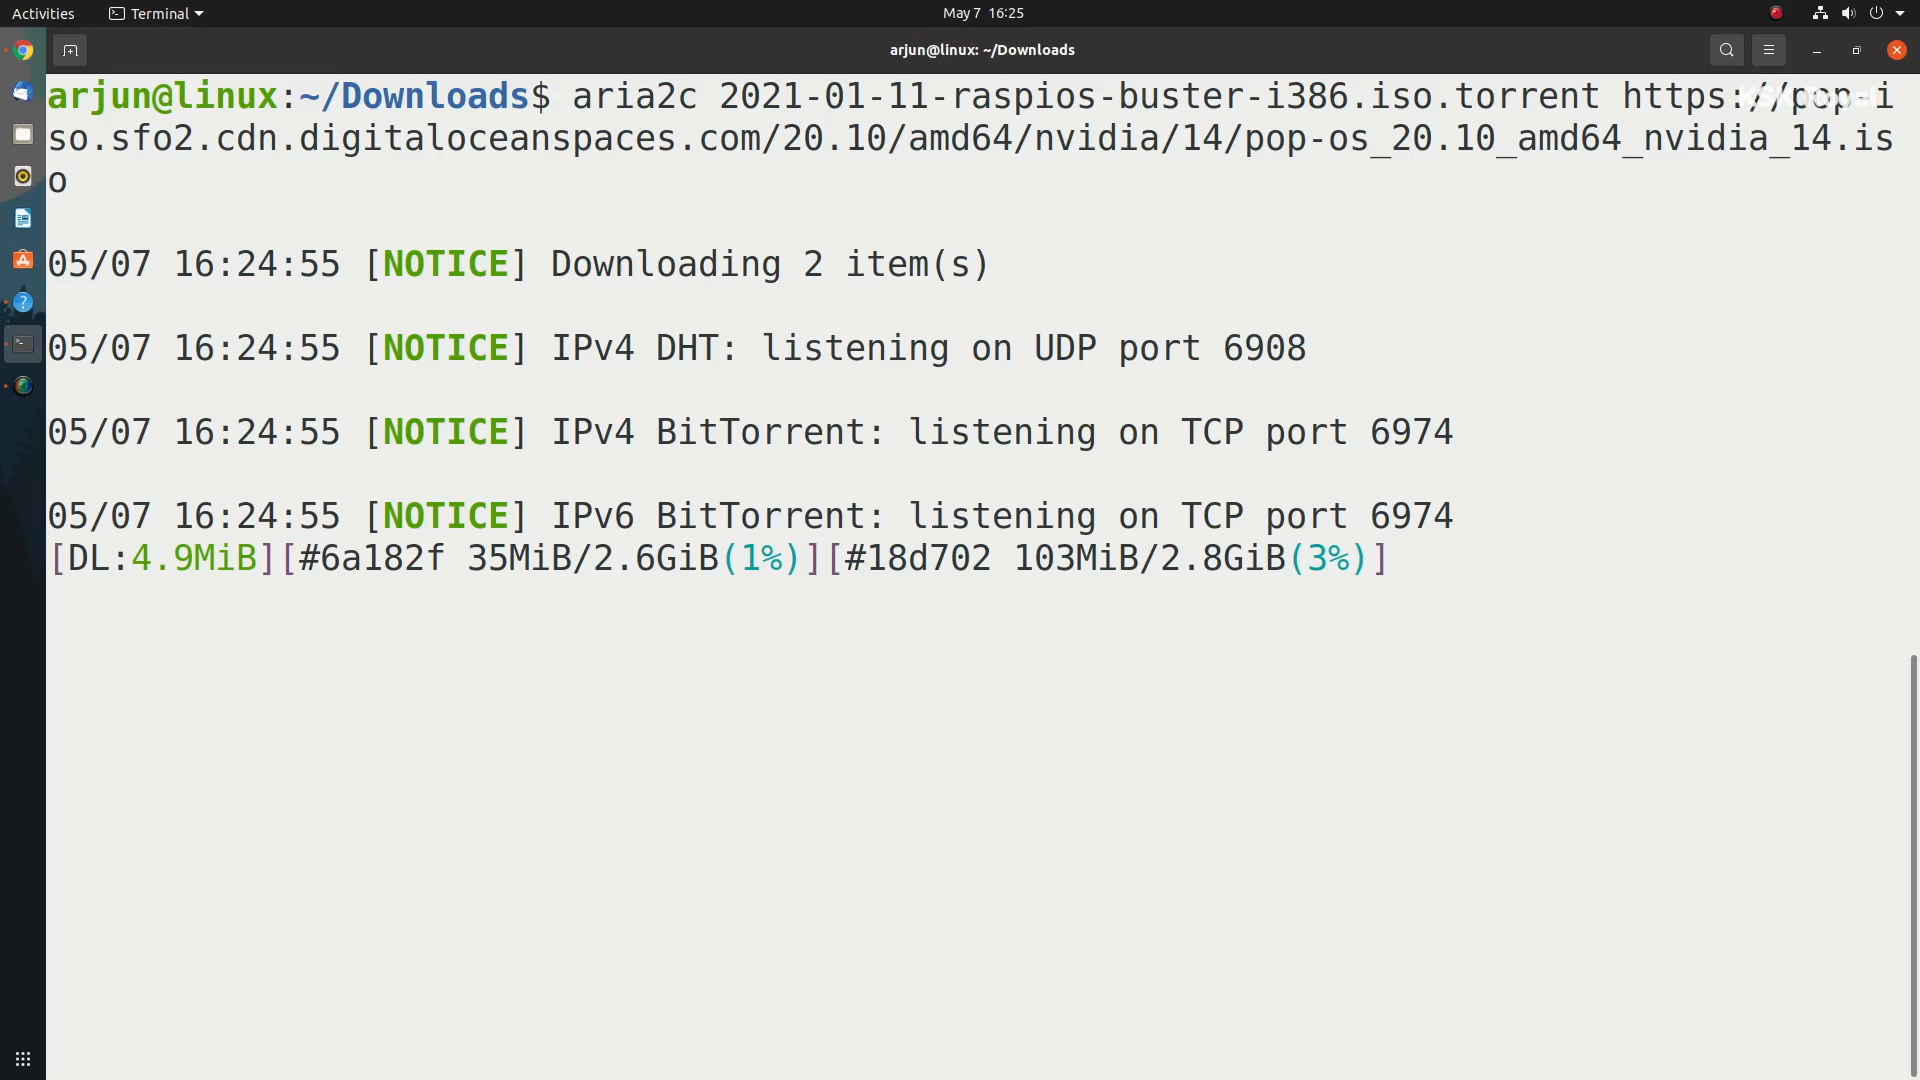 Activities Terminal May 7 16:25
arjun@linux: ~/Downloads
arjun@linux:~/Downloads$ aria2c 2021-01-11-raspios-buster-i386.iso.torrent https://pop-i
so.sfo2.cdn.digitaloceanspaces.com/20.10/amd64/nvidia/14/pop-os_20.10_amd64_nvidia_14.is
o
05/07 16:24:55 [NOTICE] Downloading 2 item(s)
05/07 16:24:55 [NOTICE] IPv4 DHT: listening on UDP port 6908
05/07 16:24:55 [NOTICE] IPv4 BitTorrent: listening on TCP port 6974
05/07 16:24:55 [NOTICE] IPv6 BitTorrent: listening on TCP port 6974
[DL:4.9MiB][#6a182f 35MiB/2.6GiB(1%)][#18d702 103MiB/2.8GiB(3%)]